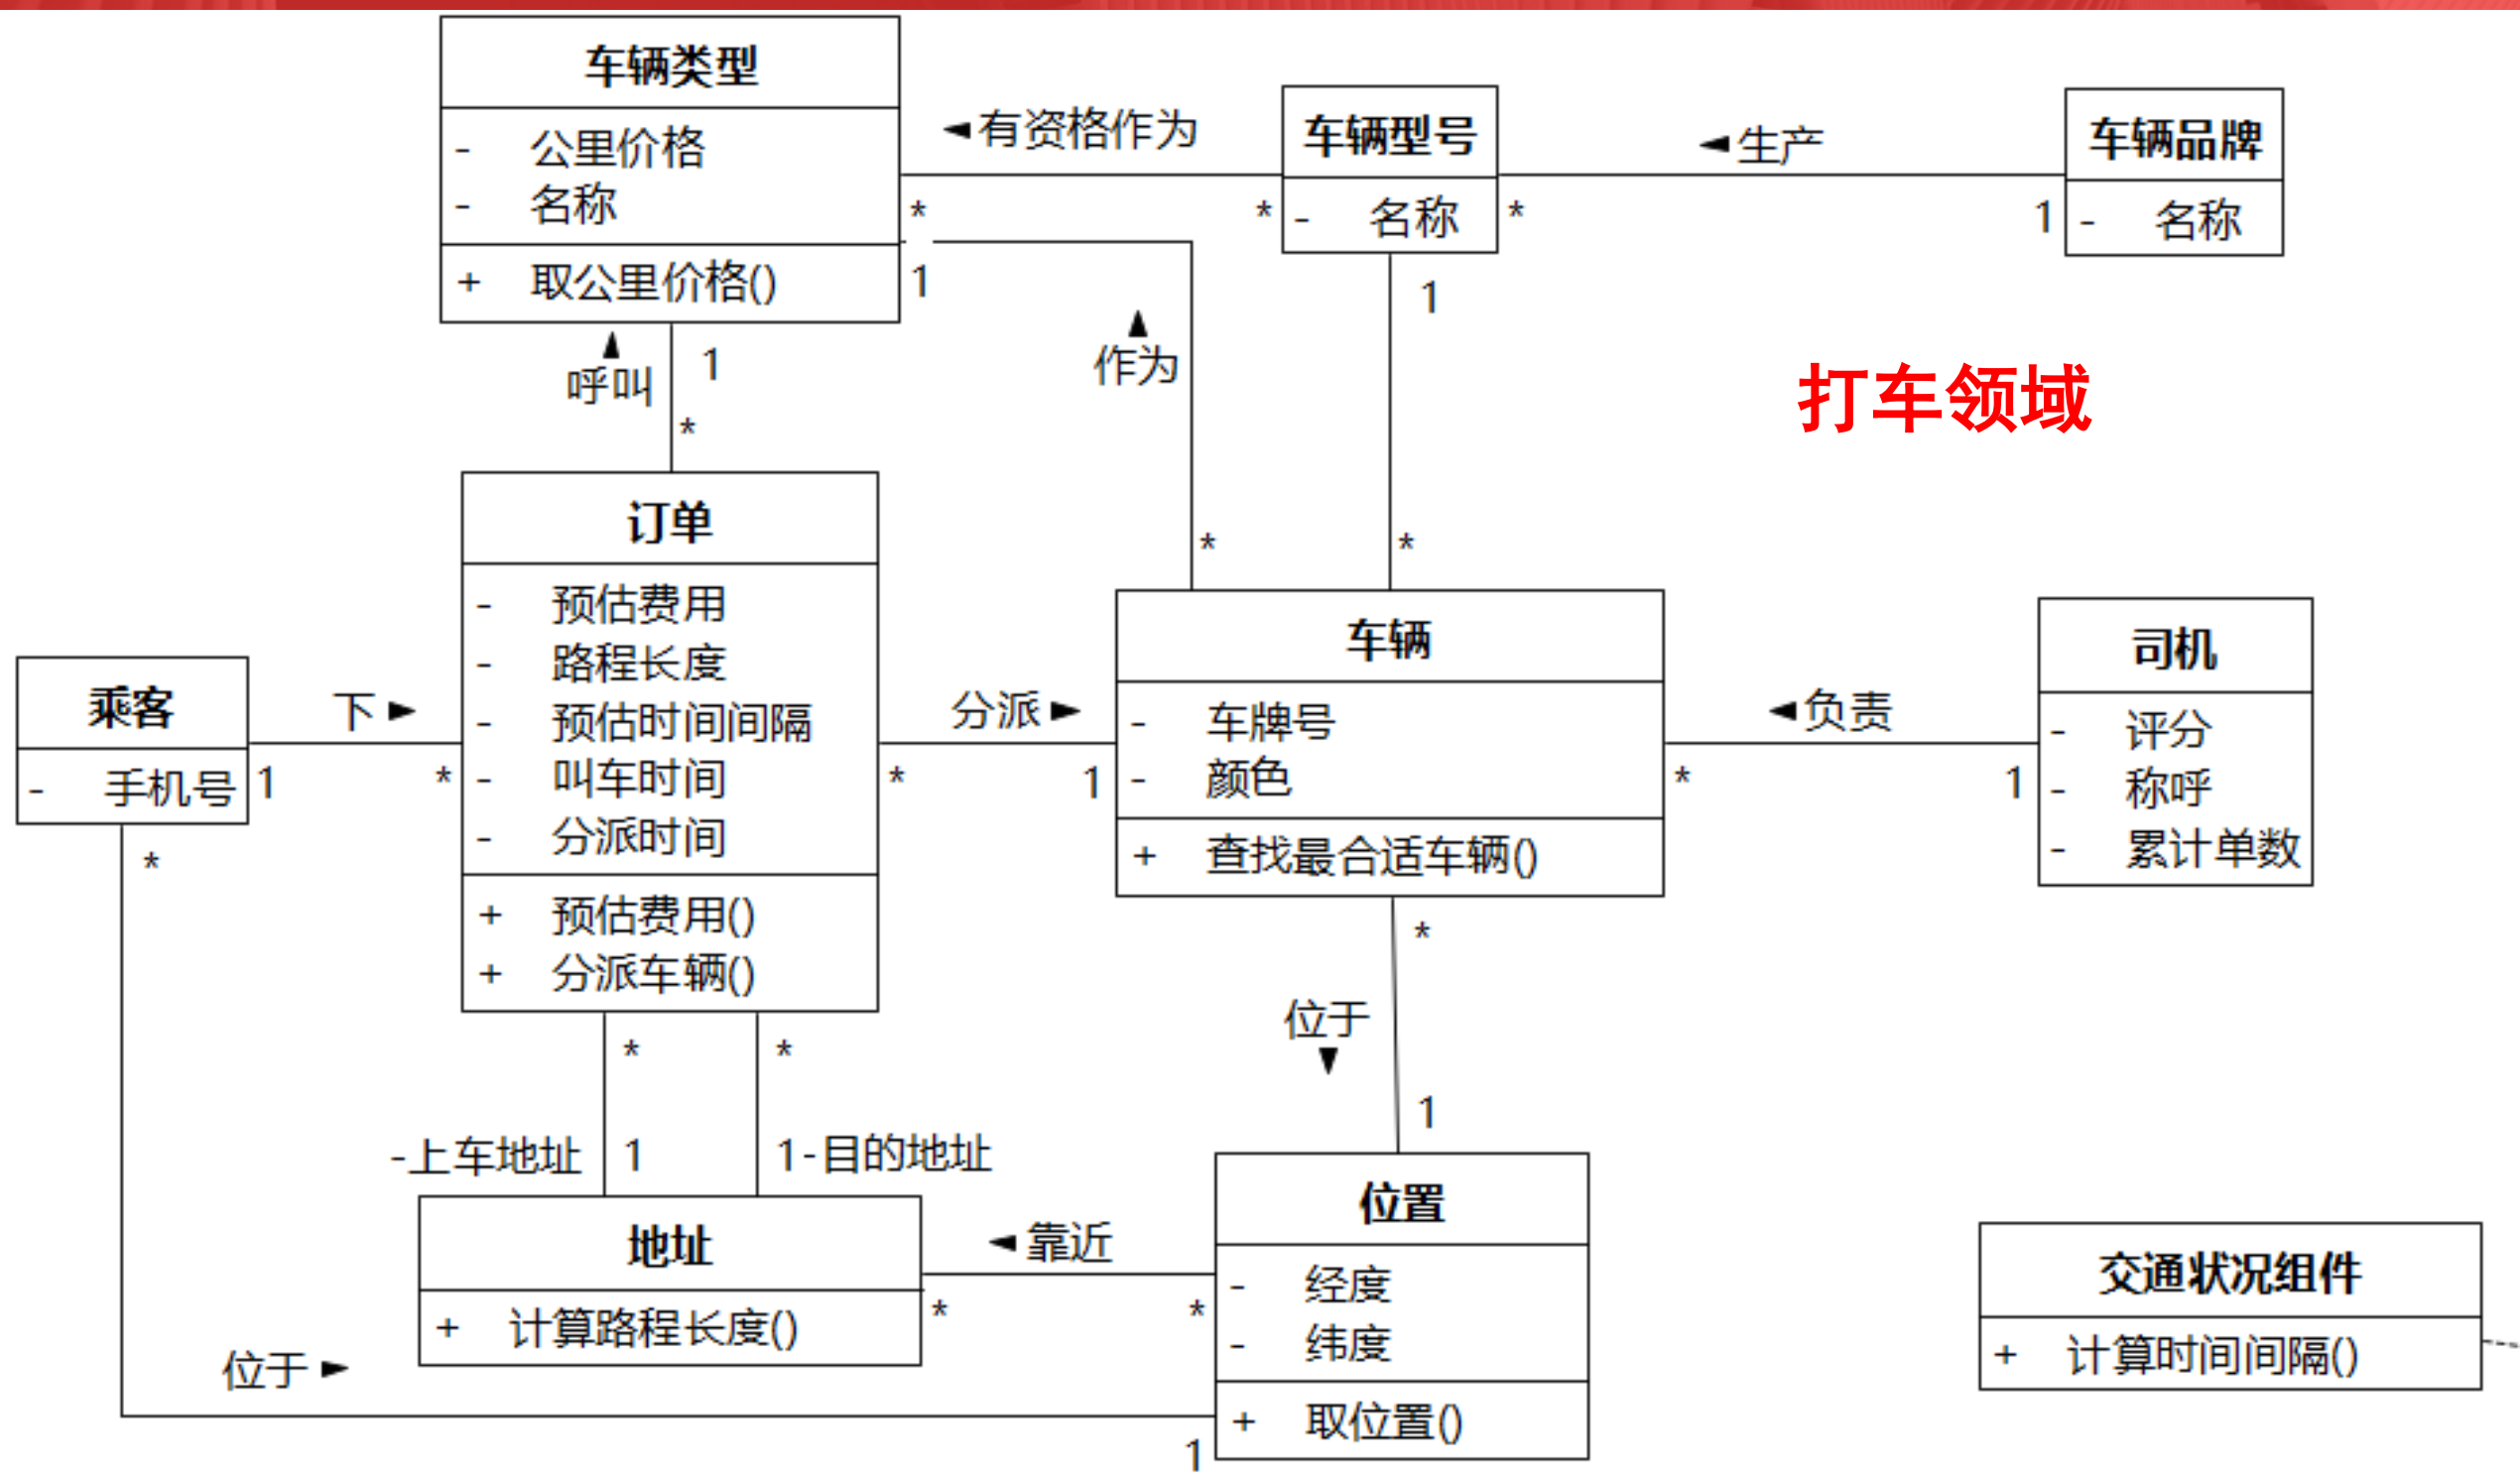 车辆类型
- 公里价格
- 名称
+ 取公里价格()
◄有资格作为
* *
车辆型号
- 名称
◄生产
* 1
车辆品牌
- 名称
1
▲
作为
*
1
*
▲
呼叫
1
*
打车领域
订单
- 预估费用
- 路程长度
- 预估时间间隔
- 叫车时间
- 分派时间
+ 预估费用()
+ 分派车辆()
乘客
- 手机号
下►
1 *
分派►
* 1
车辆
- 车牌号
- 颜色
+ 查找最合适车辆()
◄负责
* 1
司机
- 评分
- 称呼
- 累计单数
*
*
-上车地址 1
*
1 -目的地址
*
位于
▼
1
地址
+ 计算路程长度()
◄靠近
* *
位置
- 经度
- 纬度
+ 取位置()
位于►
1
交通状况组件
+ 计算时间间隔()